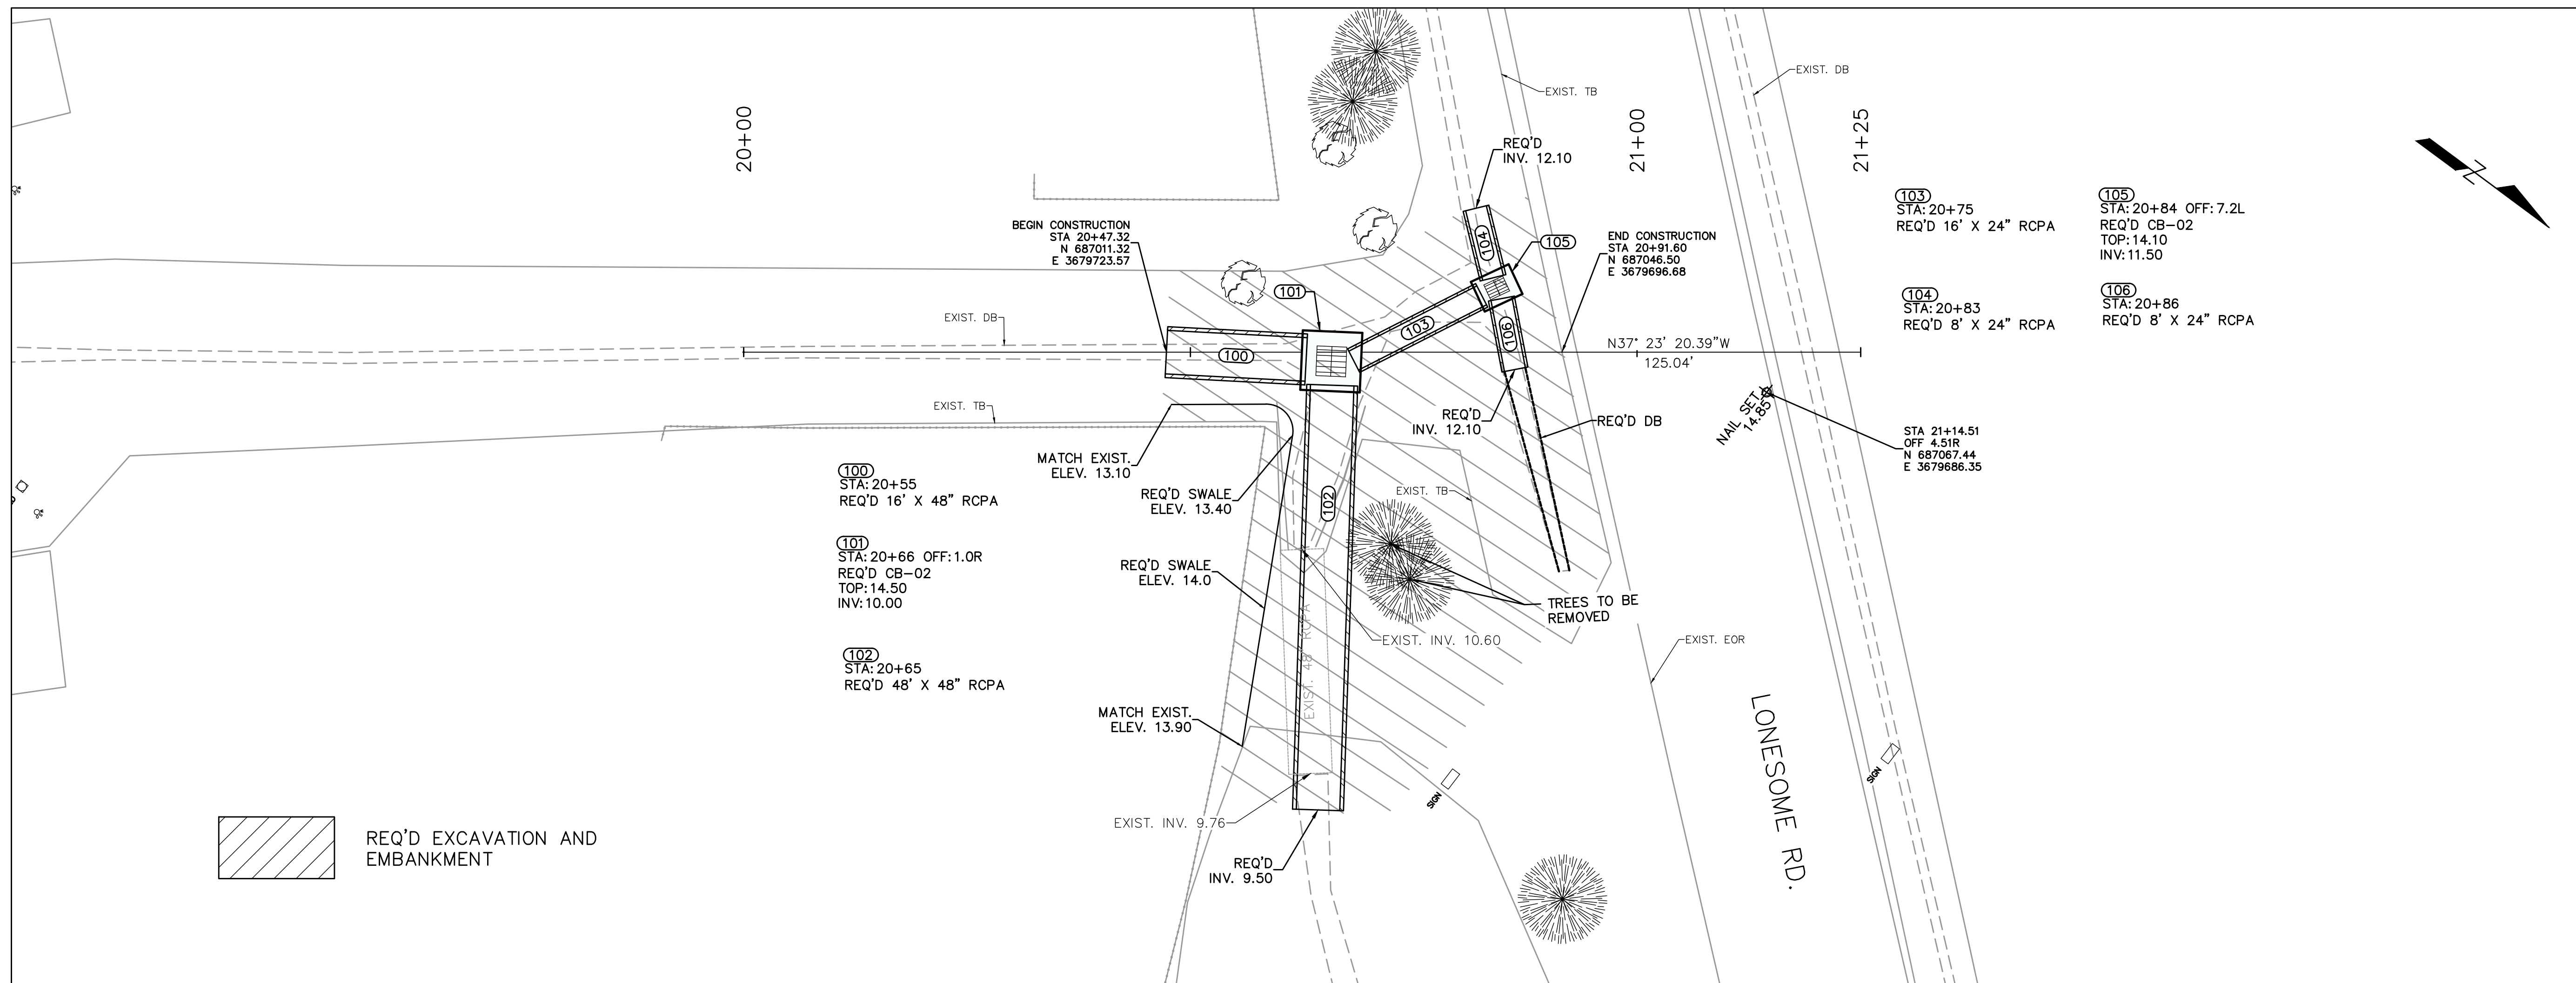 EXIST. DB
EXIST. TB
20+00
21+00
21+25
REQ'D
INV. 12.10
N
103
STA: 20+75
REQ'D 16' X 24" RCPA
105
STA: 20+84 OFF: 7.2L
REQ'D CB-02
TOP: 14.10
INV: 11.50
BEGIN CONSTRUCTION
STA 20+47.32
N 687011.32
E 3679723.57
104
105
END CONSTRUCTION
STA 20+91.60
N 687046.50
E 3679696.68
101
104
STA: 20+83
REQ'D 8' X 24" RCPA
106
STA: 20+86
REQ'D 8' X 24" RCPA
EXIST. DB
103
106
100
N37° 23' 20.39"W
125.04'
EXIST. TB
REQ'D
INV. 12.10
REQ'D DB
NAIL SET
14.85
STA 21+14.51
OFF 4.51R
N 687067.44
E 3679686.35
MATCH EXIST.
ELEV. 13.10
100
STA: 20+55
REQ'D 16' X 48" RCPA
REQ'D SWALE
ELEV. 13.40
102
EXIST. TB
101
STA: 20+66 OFF: 1.0R
REQ'D CB-02
TOP: 14.50
INV: 10.00
REQ'D SWALE
ELEV. 14.0
TREES TO BE
REMOVED
EXIST. INV. 10.60
EXIST. EOR
EXIST. 48" RCPA
102
STA: 20+65
REQ'D 48' X 48" RCPA
MATCH EXIST.
ELEV. 13.90
LONESOME RD.
SIGN
SIGN
EXIST. INV. 9.76
REQ'D
INV. 9.50
REQ'D EXCAVATION AND
EMBANKMENT